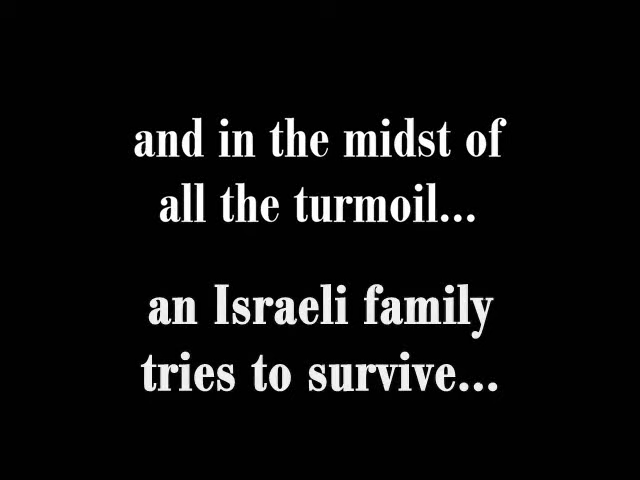 and in the midst of
all the turmoil...
an Israeli family
tries to survive...